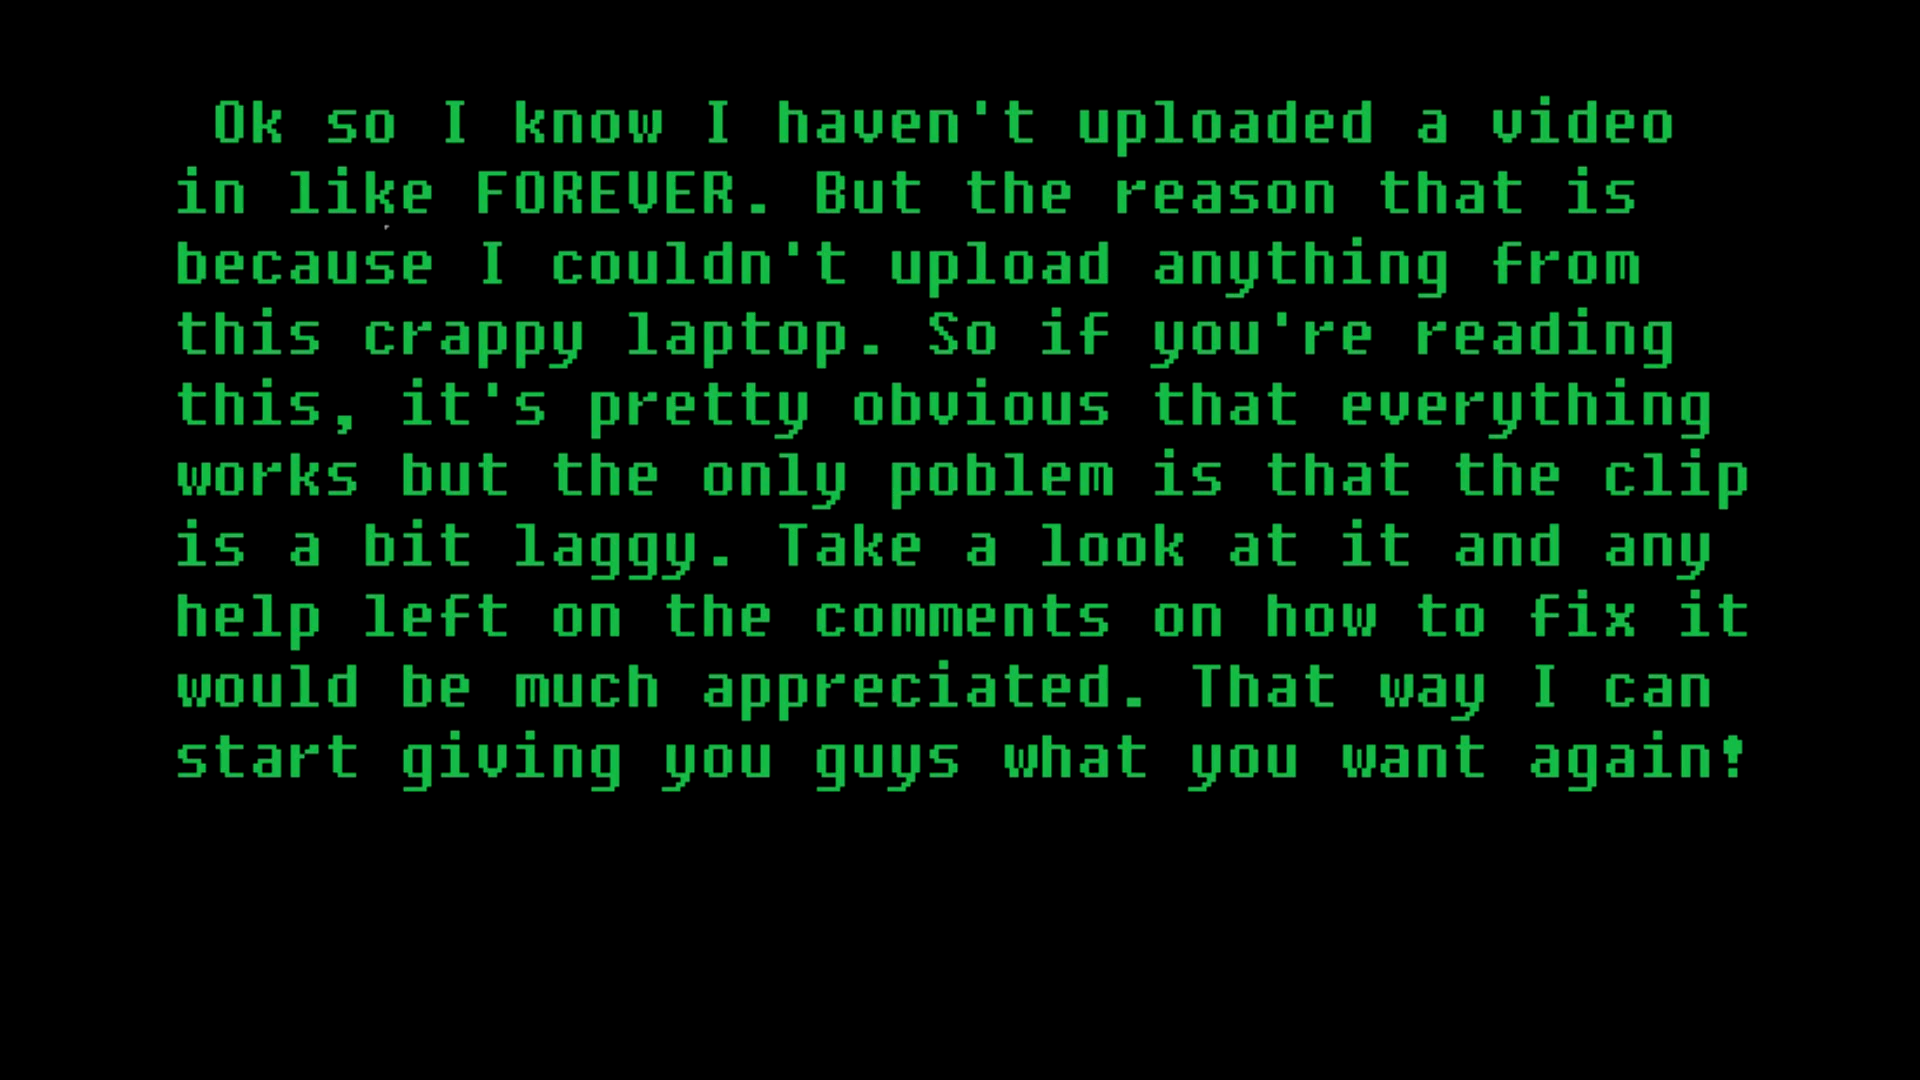 Ok so I know I haven't uploaded a video
in like FOREVER. But the reason that is
because I couldn't upload anything from
this crappy laptop. So if you're reading
this, it's pretty obvious that everything
works but the only poblem is that the clip
is a bit laggy. Take a look at it and any
help left on the comments on how to fix it
would be much appreciated. That way I can
start giving you guys what you want again!